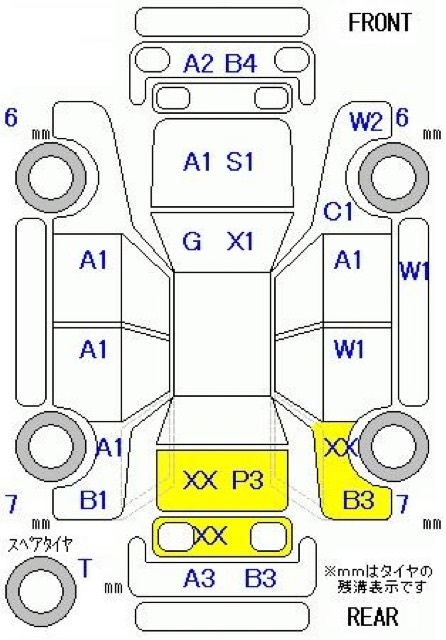 FRONT
A2 B4
6 mm
W2 6 mm
A1 S1
C1
G X1
A1
A1
W1
A1
W1
A1
XX
XX P3
B1
B3
7 mm
7 mm
XX
スペアタイヤ
T mm
A3 B3
※mmはタイヤの
残溝表示です
REAR